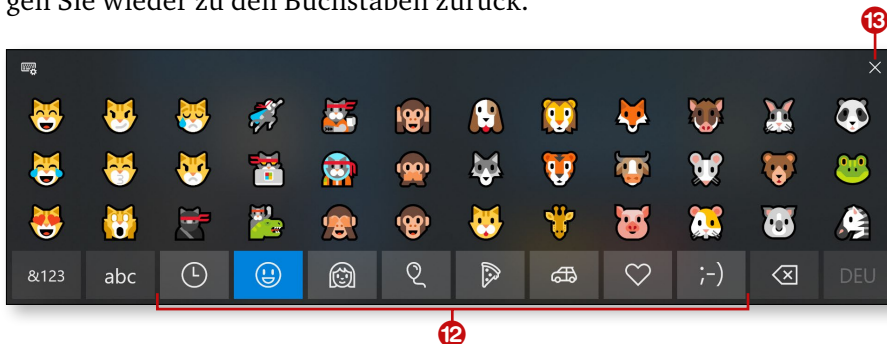 gen Sie wieder zu den Buchstaben zurück.
13
&123 abc ;-) DEU
12